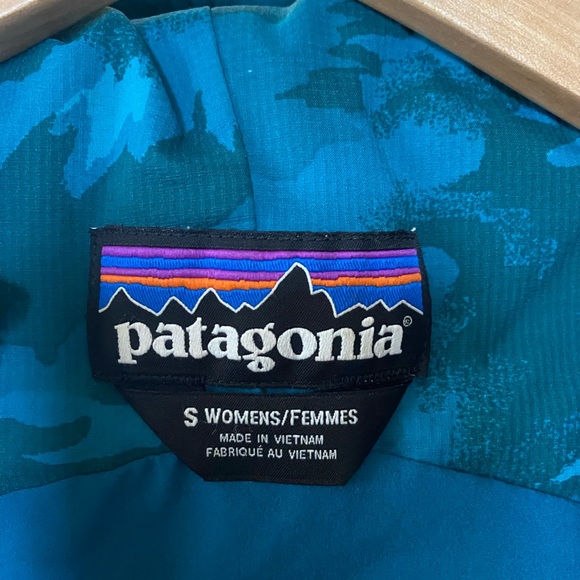 patagonia®
S WOMENS/FEMMES
MADE IN VIETNAM
FABRIQUÉ AU VIETNAM